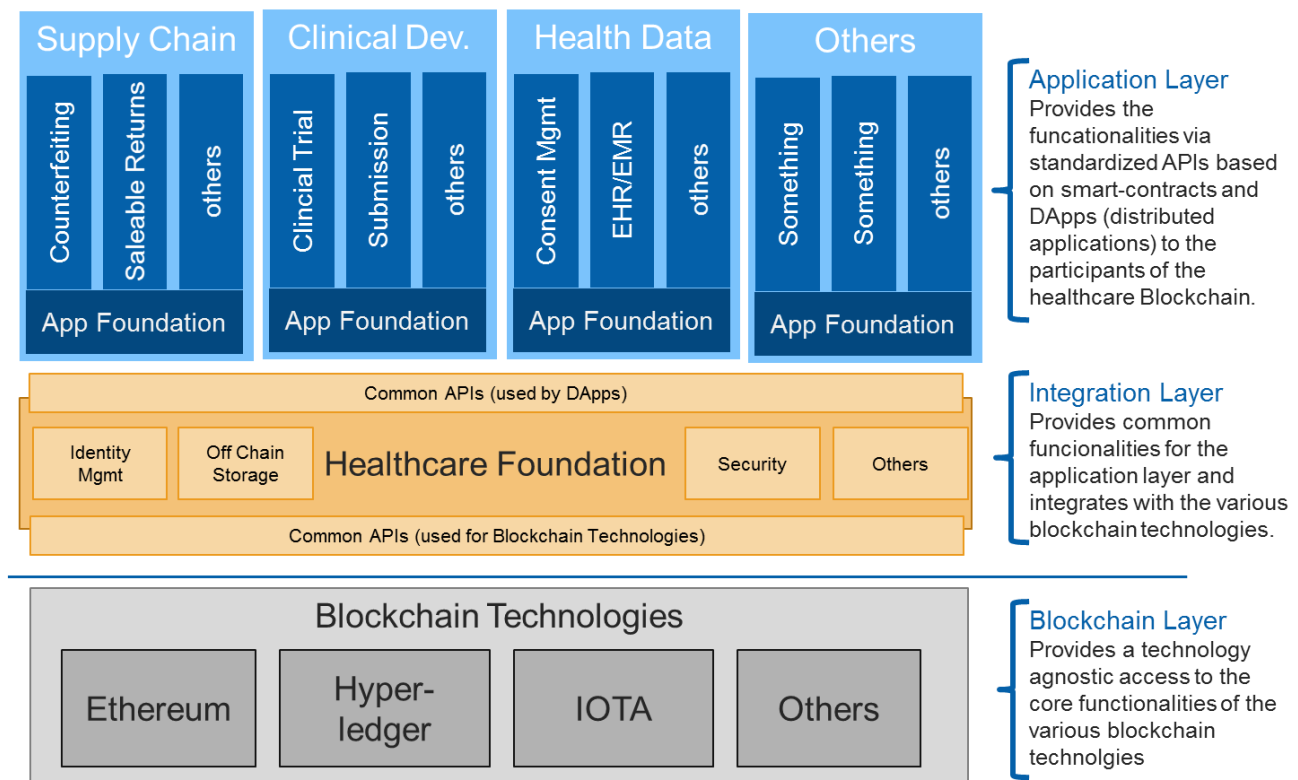 Supply Chain
Counterfeiting
Saleable Returns
others
App Foundation
Clinical Dev.
Clincial Trial
Submission
others
App Foundation
Health Data
Consent Mgmt
EHR/EMR
others
App Foundation
Others
Something
Something
others
App Foundation
Application Layer
Provides the
funcationalities via
standardized APIs based
on smart-contracts and
DApps (distributed
applications) to the
participants of the
healthcare Blockchain.
Common APIs (used by DApps)
Identity
Mgmt
Off Chain
Storage
Healthcare Foundation
Security
Others
Common APIs (used for Blockchain Technologies)
Integration Layer
Provides common
funcionalities for the
application layer and
integrates with the various
blockchain technologies.
Blockchain Technologies
Ethereum
Hyper-
ledger
IOTA
Others
Blockchain Layer
Provides a technology
agnostic access to the
core functionalities of the
various blockchain
technolgies